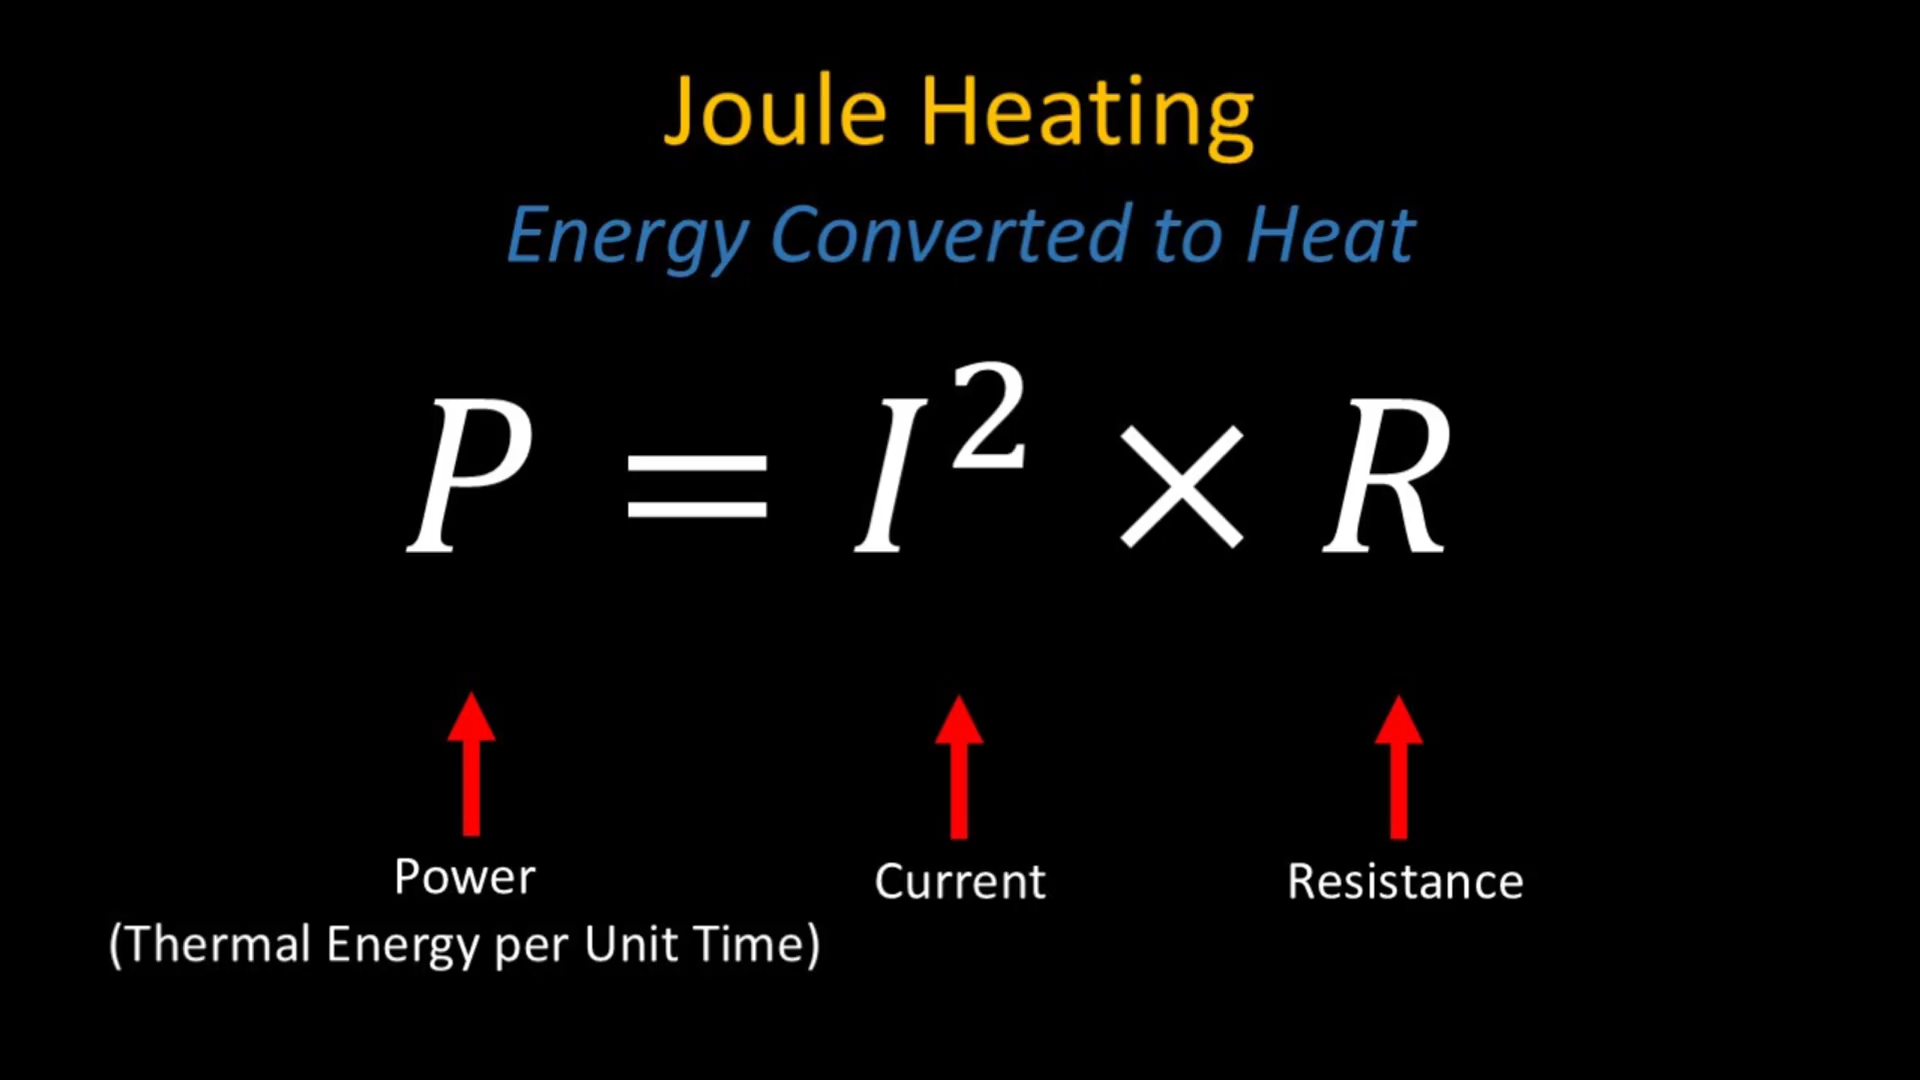 Joule Heating
Energy Converted to Heat
P = I² × R
Power
(Thermal Energy per Unit Time)
Current
Resistance